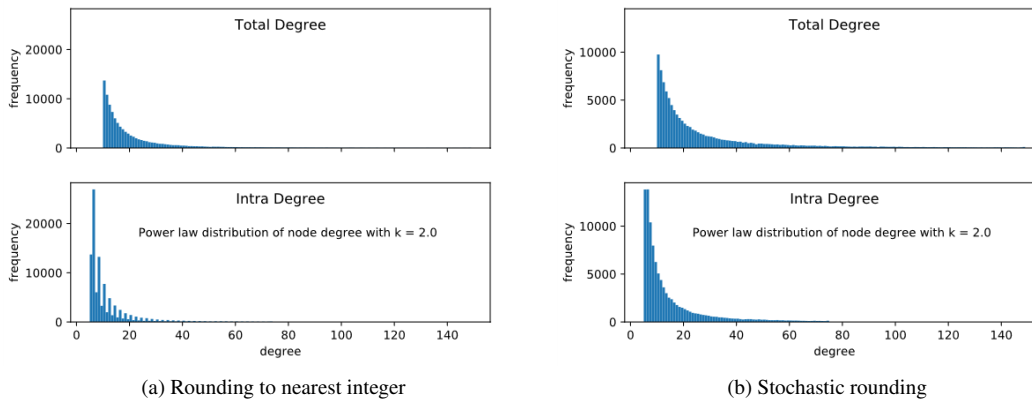 Total Degree
frequency
20000
10000
0
Intra Degree
Power law distribution of node degree with k = 2.0
frequency
20000
10000
0
0 20 40 60 80 100 120 140
degree
(a) Rounding to nearest integer
Total Degree
frequency
10000
5000
0
Intra Degree
Power law distribution of node degree with k = 2.0
frequency
10000
5000
0
0 20 40 60 80 100 120 140
degree
(b) Stochastic rounding